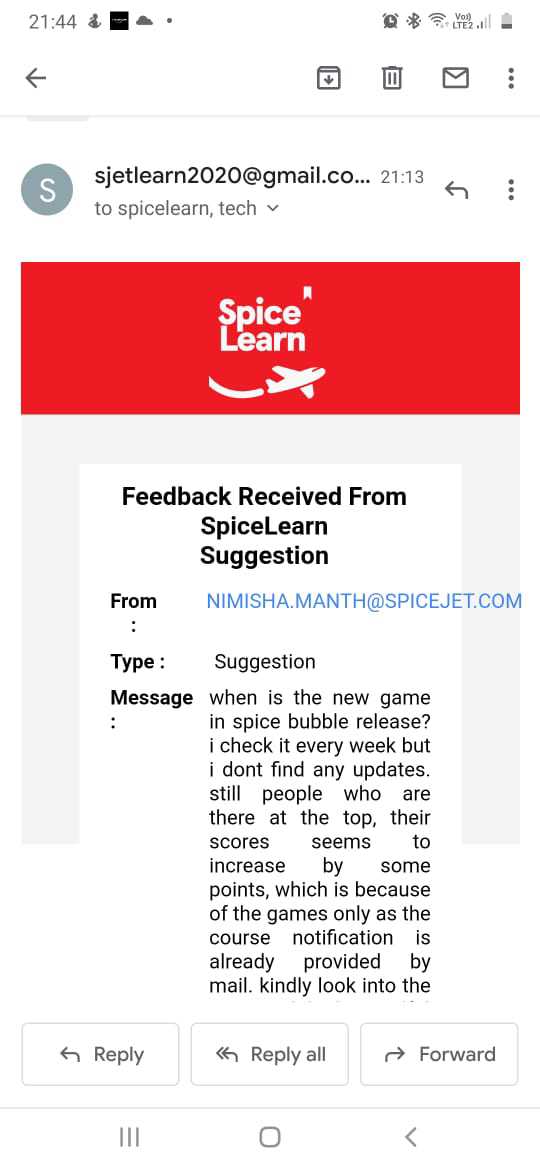 21:44
Vo)
LTE2
sjetlearn2020@gmail.co... 21:13
S
to spicelearn, tech
Spice
Learn
Feedback Received From
SpiceLearn
Suggestion
From NIMISHA.MANTH@SPICEJET.COM
:
Type : Suggestion
Message when is the new game
: in spice bubble release?
i check it every week but
i dont find any updates.
still people who are
there at the top, their
scores seems to
increase by some
points, which is because
of the games only as the
course notification is
already provided by
mail. kindly look into the
Reply Reply all Forward